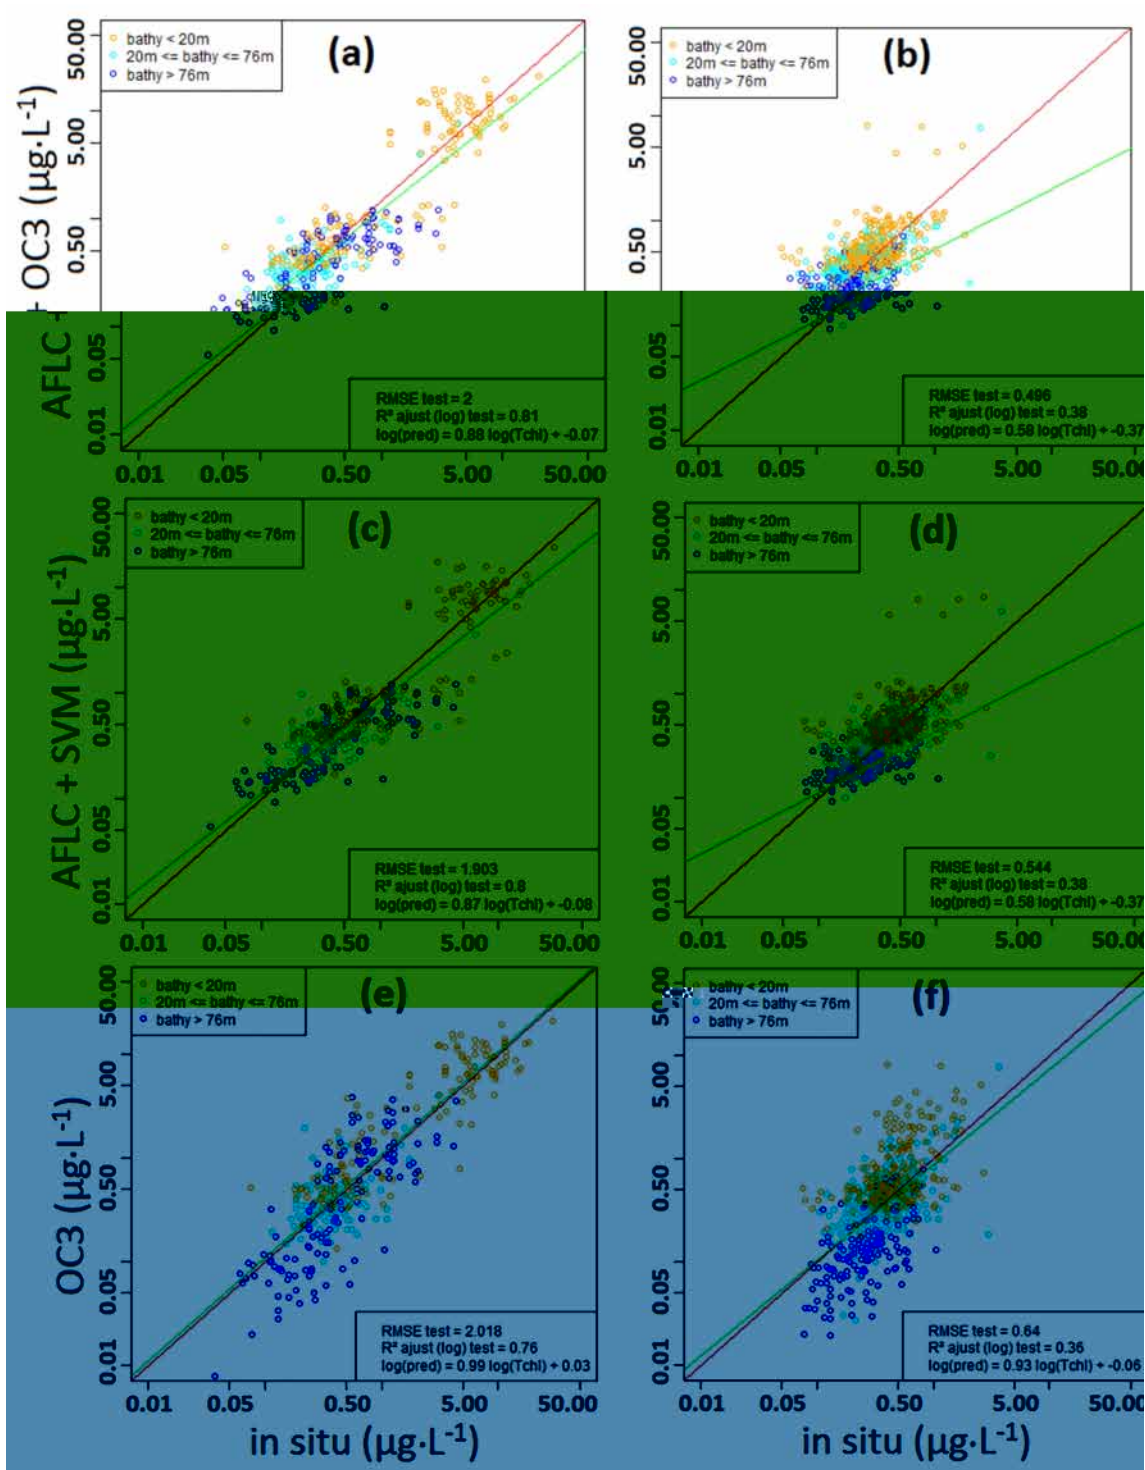 (a)
bathy < 20m
20m <= bathy <= 76m
bathy > 76m
50.00
5.00
0.50
0.05
0.01
+ OC3 (µg·L⁻¹)
AFLC +
RMSE test = 2
R² ajust (log) test = 0.81
log(pred) = 0.88 log(Tchl) + -0.07
0.01 0.05 0.50 5.00 50.00
(b)
bathy < 20m
20m <= bathy <= 76m
bathy > 76m
50.00
5.00
0.50
0.05
0.01
RMSE test = 0.496
R² ajust (log) test = 0.38
log(pred) = 0.58 log(Tchl) + -0.37
0.01 0.05 0.50 5.00 50.00
(c)
bathy < 20m
20m <= bathy <= 76m
bathy > 76m
50.00
5.00
0.50
0.05
0.01
AFLC + SVM (µg·L⁻¹)
RMSE test = 1.903
R² ajust (log) test = 0.8
log(pred) = 0.87 log(Tchl) + -0.08
0.01 0.05 0.50 5.00 50.00
(d)
bathy < 20m
20m <= bathy <= 76m
bathy > 76m
50.00
5.00
0.50
0.05
0.01
RMSE test = 0.544
R² ajust (log) test = 0.38
log(pred) = 0.58 log(Tchl) + -0.37
0.01 0.05 0.50 5.00 50.00
(e)
bathy < 20m
20m <= bathy <= 76m
bathy > 76m
50.00
5.00
0.50
0.05
0.01
OC3 (µg·L⁻¹)
RMSE test = 2.018
R² ajust (log) test = 0.76
log(pred) = 0.99 log(Tchl) + 0.03
0.01 0.05 0.50 5.00 50.00
in situ (µg·L⁻¹)
(f)
bathy < 20m
20m <= bathy <= 76m
bathy > 76m
5.00
0.50
0.05
0.01
RMSE test = 0.64
R² ajust (log) test = 0.36
log(pred) = 0.93 log(Tchl) + -0.06
0.01 0.05 0.50 5.00 50.00
in situ (µg·L⁻¹)